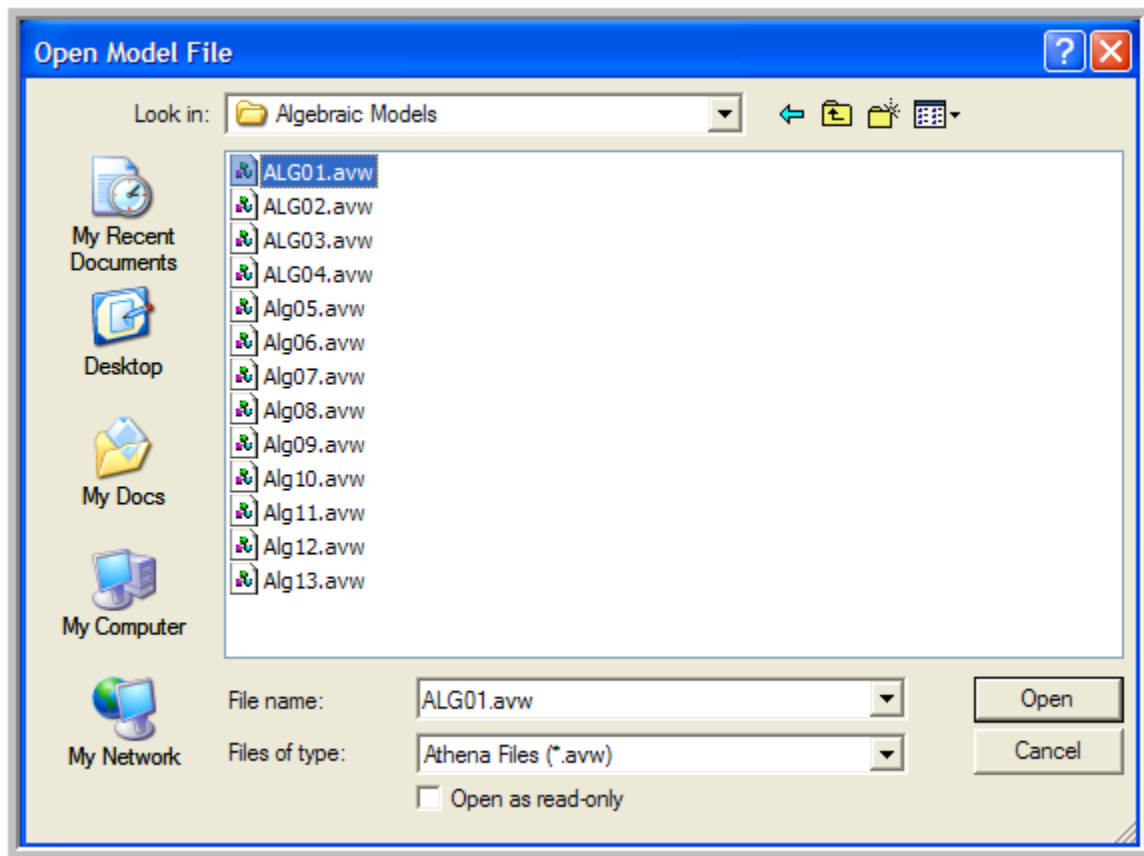 Open Model File
Look in:
Algebraic Models
ALG01.avw
ALG02.avw
ALG03.avw
ALG04.avw
Alg05.avw
Alg06.avw
Alg07.avw
Alg08.avw
Alg09.avw
Alg10.avw
Alg11.avw
Alg12.avw
Alg13.avw
My Recent
Documents
Desktop
My Docs
My Computer
My Network
File name:
ALG01.avw
Open
Files of type:
Athena Files (*.avw)
Cancel
Open as read-only